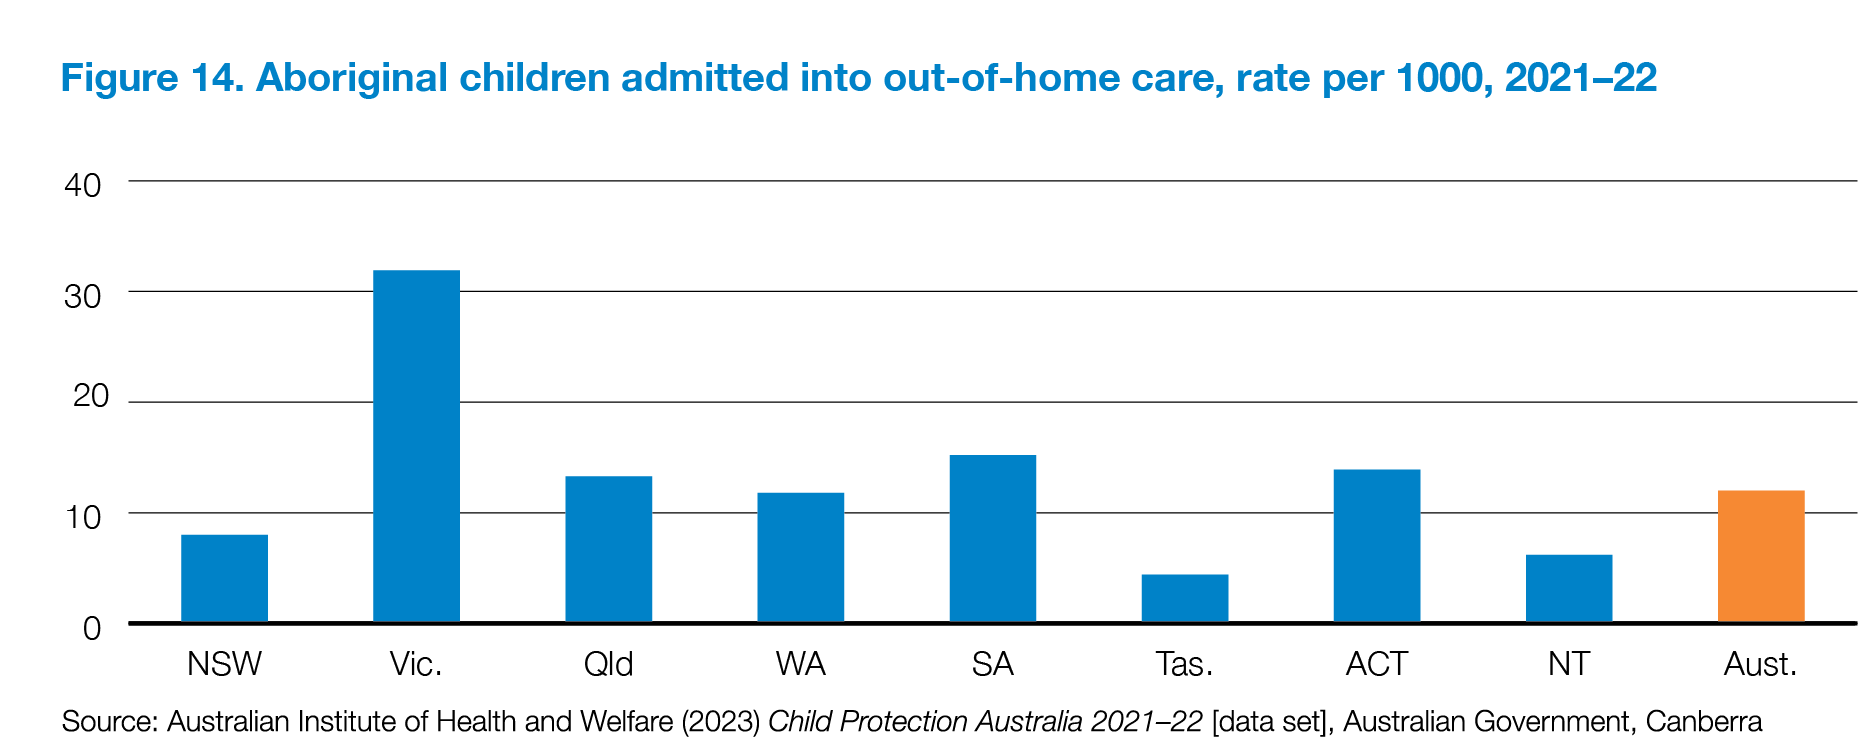 Figure 14. Aboriginal children admitted into out-of-home care, rate per 1000, 2021–22
40
30
20
10
0
NSW Vic. Qld WA SA Tas. ACT NT Aust.
Source: Australian Institute of Health and Welfare (2023) Child Protection Australia 2021–22 [data set], Australian Government, Canberra